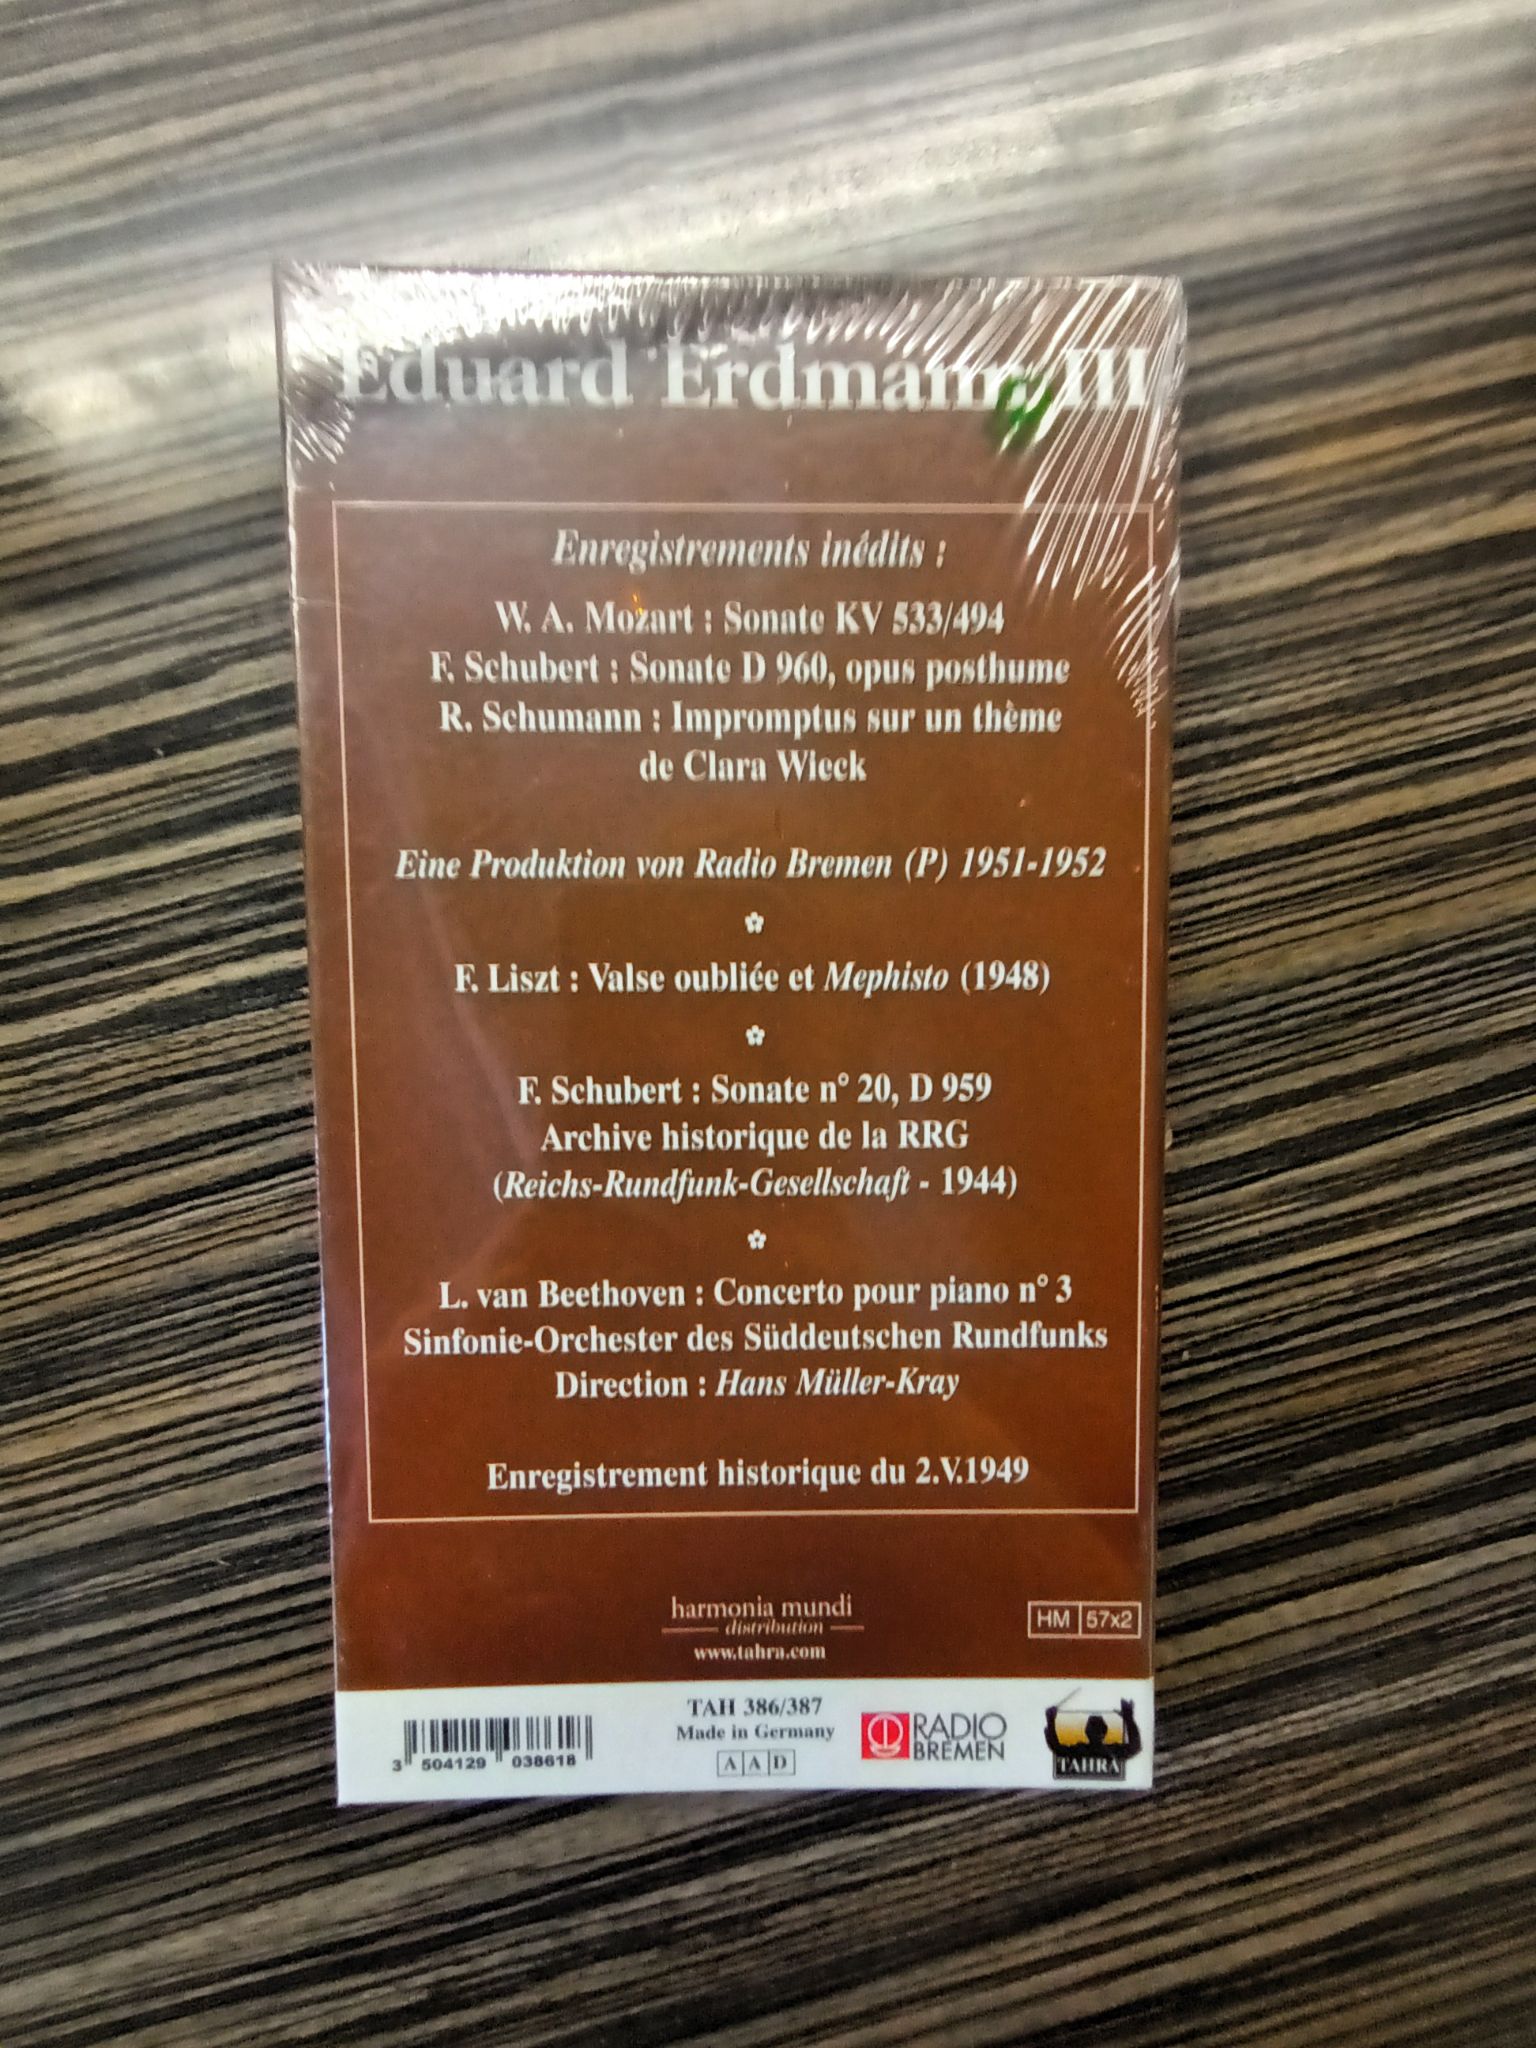 Eduard Erdmann III
Enregistrements inédits :
W. A. Mozart : Sonate KV 533/494
F. Schubert : Sonate D 960, opus posthume
R. Schumann : Impromptus sur un thème
de Clara Wieck
Eine Produktion von Radio Bremen (P) 1951-1952
F. Liszt : Valse oubliée et Mephisto (1948)
F. Schubert : Sonate n° 20, D 959
Archive historique de la RRG
(Reichs-Rundfunk-Gesellschaft - 1944)
L. van Beethoven : Concerto pour piano n° 3
Sinfonie-Orchester des Süddeutschen Rundfunks
Direction : Hans Müller-Kray
Enregistrement historique du 2.V.1949
harmonia mundi
distribution
www.tahra.com
HM 57x2
TAH 386/387
Made in Germany
A A D
3 504129 038618
RADIO
BREMEN
TAHRA